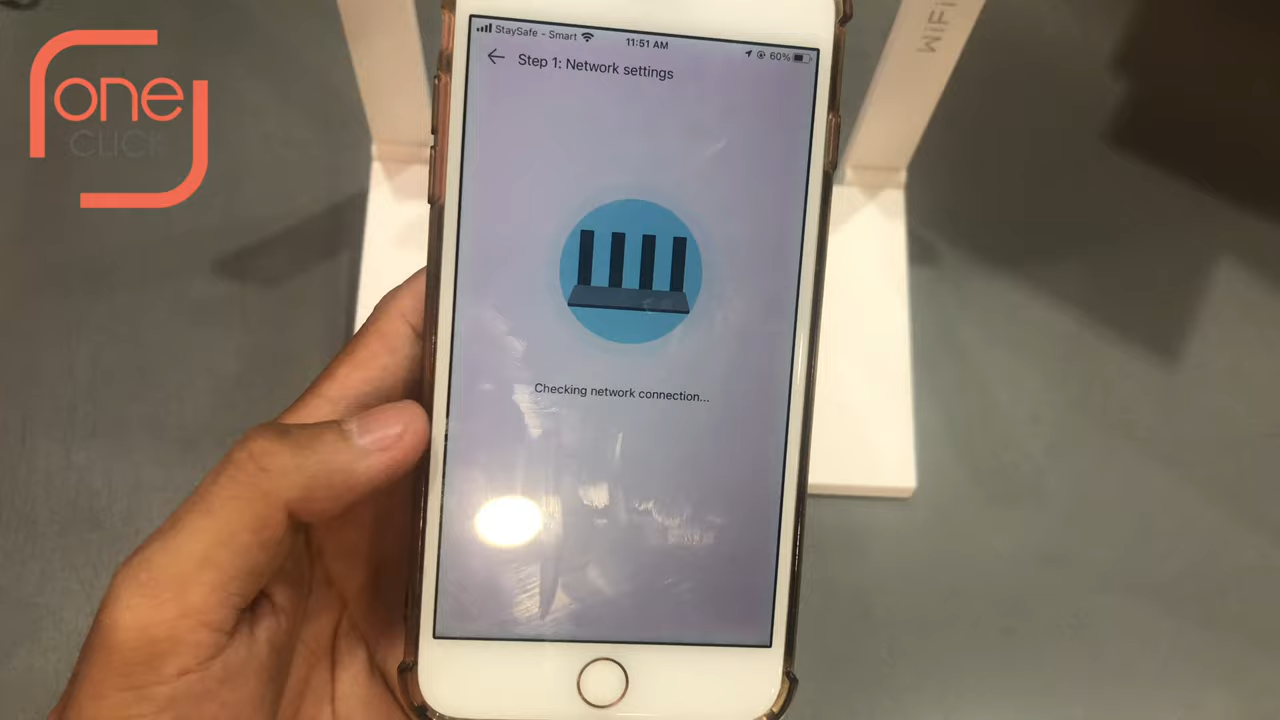 one
CLICK
StaySafe - Smart
11:51 AM
60%
Step 1: Network settings
Checking network connection...
WiFi